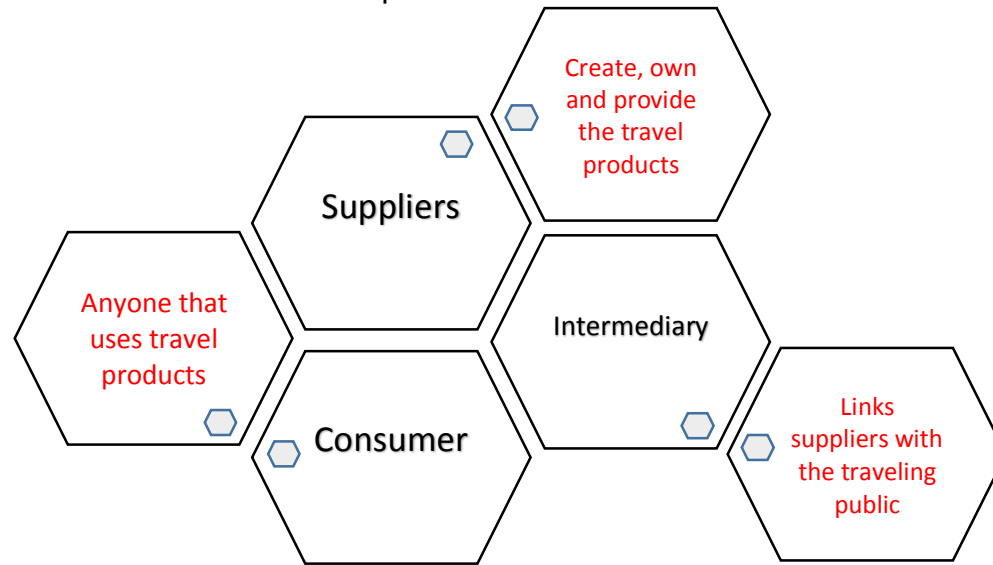 Create, own
and provide
the travel
products
Suppliers
Anyone that
uses travel
products
Intermediary
Consumer
Links
suppliers with
the traveling
public